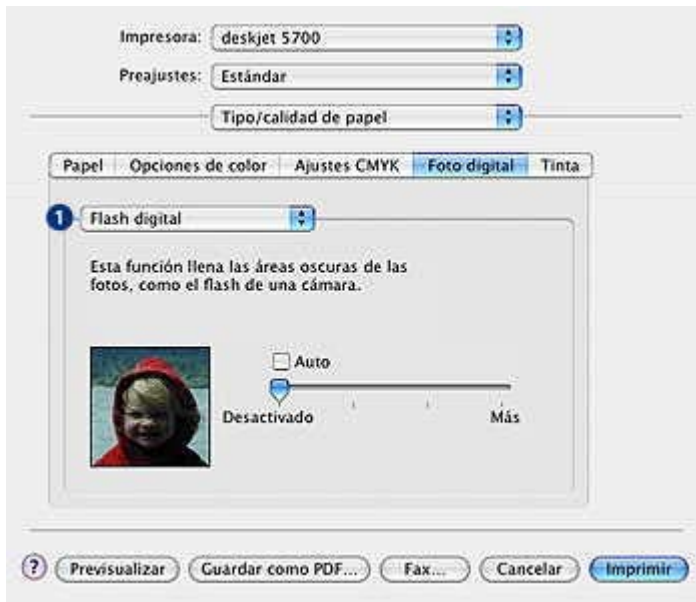 Impresora: deskjet 5700
Preajustes: Estándar
Tipo/calidad de papel
Papel Opciones de color Ajustes CMYK Foto digital Tinta
1 Flash digital
Esta función llena las áreas oscuras de las
fotos, como el flash de una cámara.
Auto
Desactivado Más
? Previsualizar Guardar como PDF... Fax... Cancelar Imprimir